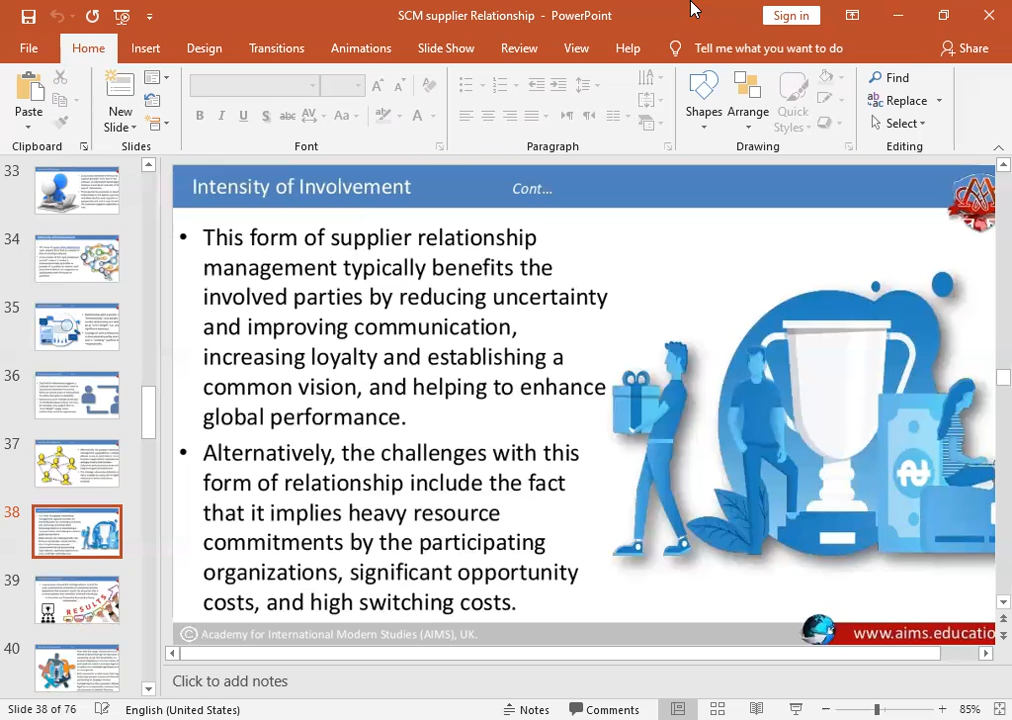 SCM supplier Relationship - PowerPoint
Sign in
File Home Insert Design Transitions Animations Slide Show Review View Help Tell me what you want to do Share
Paste
New
Slide
B I U S abc AV Aa A
Shapes Arrange Quick
Styles
Find
Replace
Select
Clipboard Slides Font Paragraph Drawing Editing
33
34
35
36
37
38
39
40
RESULTS
Intensity of Involvement Cont...
• This form of supplier relationship
management typically benefits the
involved parties by reducing uncertainty
and improving communication,
increasing loyalty and establishing a
common vision, and helping to enhance
global performance.
• Alternatively, the challenges with this
form of relationship include the fact
that it implies heavy resource
commitments by the participating
organizations, significant opportunity
costs, and high switching costs.
© Academy for International Modern Studies (AIMS), UK.
www.aims.educatio
Click to add notes
Slide 38 of 76 English (United States) Notes Comments 85%